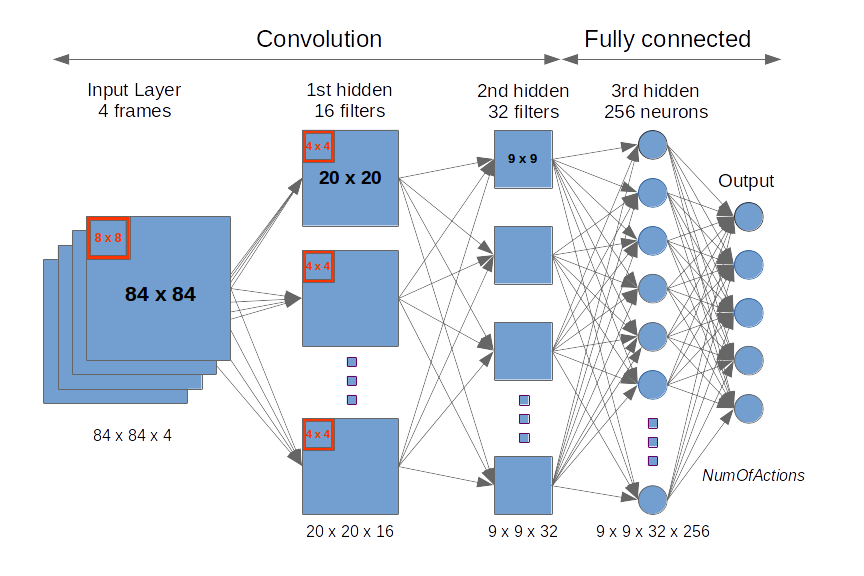 Convolution
Fully connected
Input Layer
4 frames
1st hidden
16 filters
2nd hidden
32 filters
3rd hidden
256 neurons
Output
8 x 8
84 x 84
4 x 4
20 x 20
4 x 4
4 x 4
9 x 9
84 x 84 x 4
20 x 20 x 16
9 x 9 x 32
9 x 9 x 32 x 256
NumOfActions